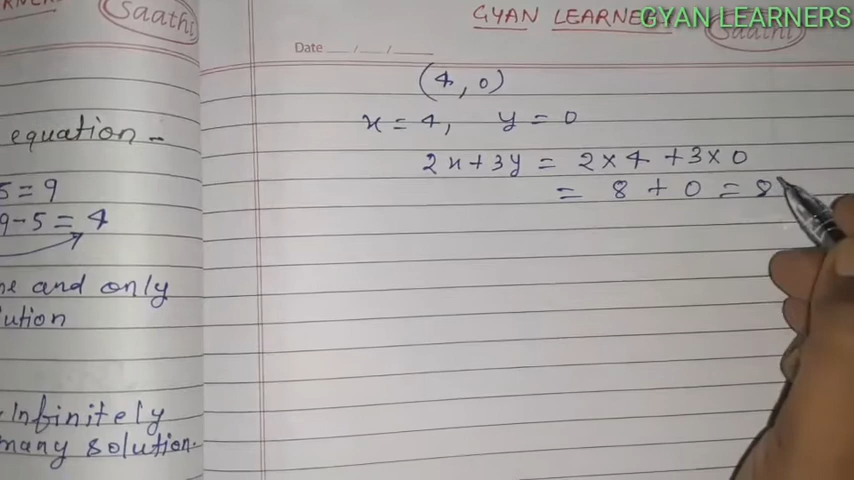 Saathi
equation -
5 = 9
9-5 = 4
and only
Infinitely
many solution.
GYAN LEARNERS
GYAN LEARNERS
Saathi
Date
(4, 0)
x = 4, y = 0
2x+3y = 2×4 +3×0
= 8 + 0 = 8